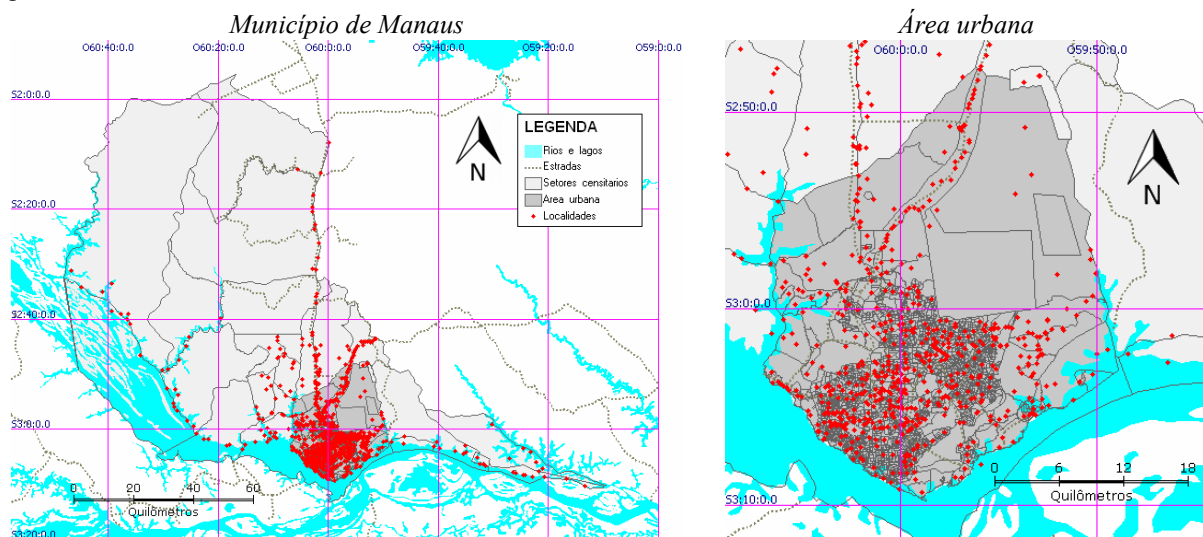 Município de Manaus
O60:40:0.0 O60:20:0.0 O60:0:0.0 O59:40:0.0 O59:20:0.0 O59:0:0.0
S2:0:0.0
S2:20:0.0
S2:40:0.0
S3:0:0.0
S3:20:0.0
N
LEGENDA
Rios e lagos
Estradas
Setores censitarios
Area urbana
Localidades
0 20 40 60
Quilômetros
Área urbana
O60:0:0.0 O59:50:0.0
S2:50:0.0
S3:0:0.0
S3:10:0.0
N
0 6 12 18
Quilômetros